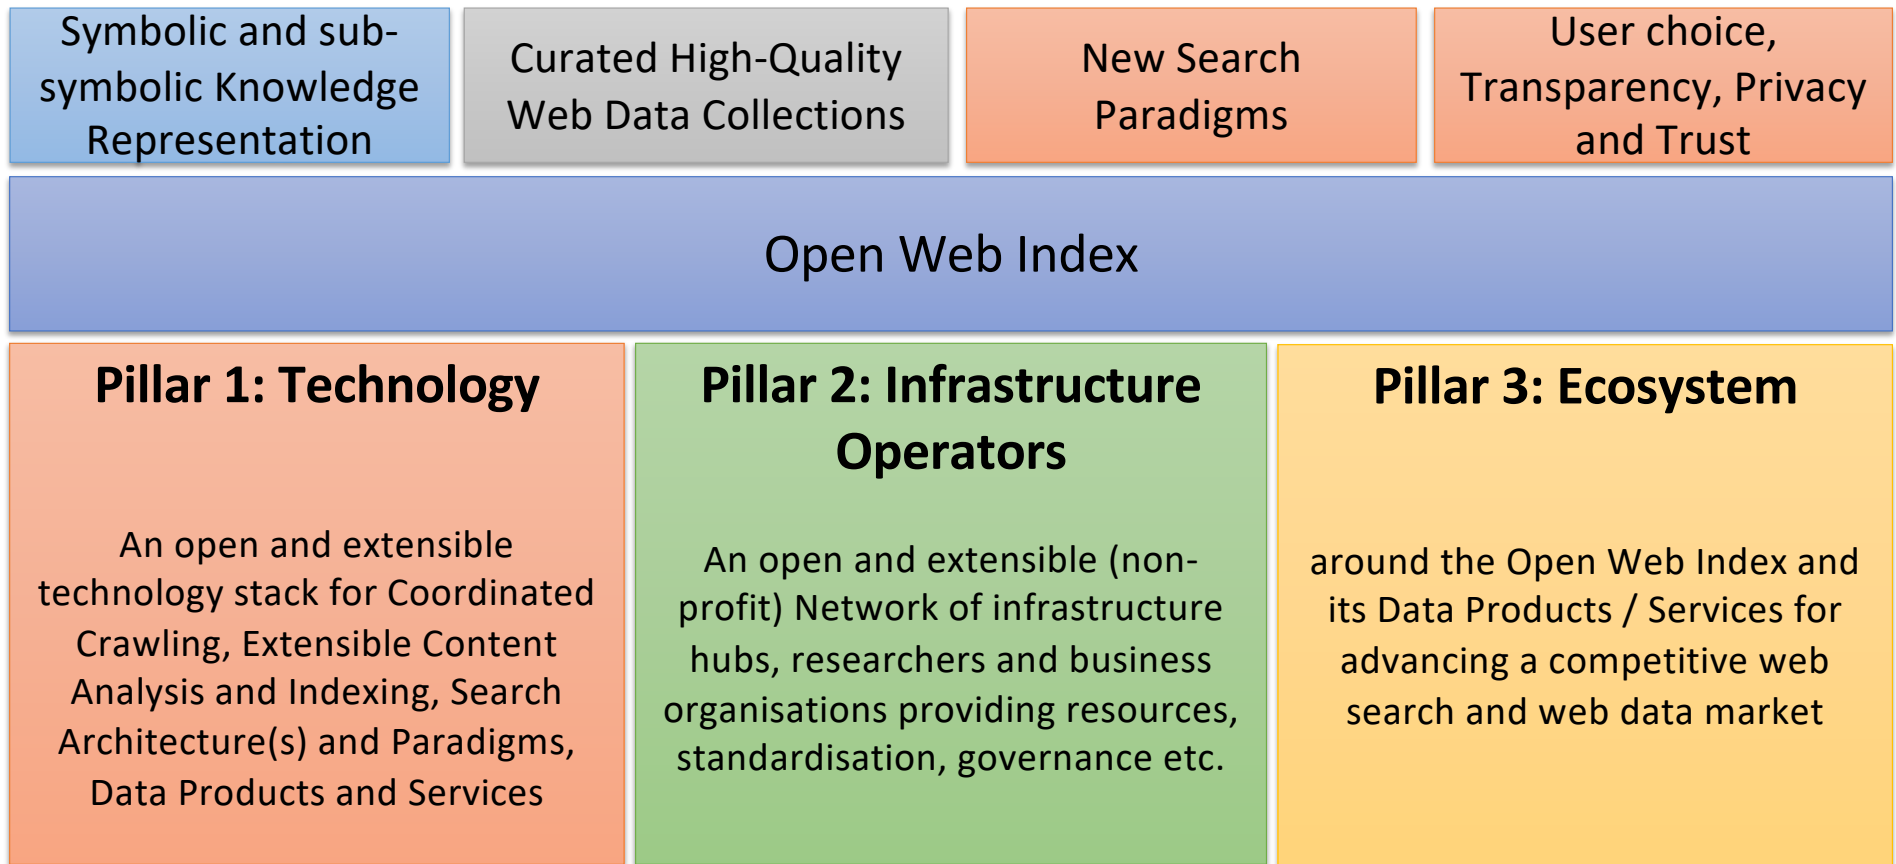 Symbolic and sub-
symbolic Knowledge
Representation
Curated High-Quality
Web Data Collections
New Search
Paradigms
User choice,
Transparency, Privacy
and Trust
Open Web Index
Pillar 1: Technology
An open and extensible
technology stack for Coordinated
Crawling, Extensible Content
Analysis and Indexing, Search
Architecture(s) and Paradigms,
Data Products and Services
Pillar 2: Infrastructure
Operators
An open and extensible (non-
profit) Network of infrastructure
hubs, researchers and business
organisations providing resources,
standardisation, governance etc.
Pillar 3: Ecosystem
around the Open Web Index and
its Data Products / Services for
advancing a competitive web
search and web data market